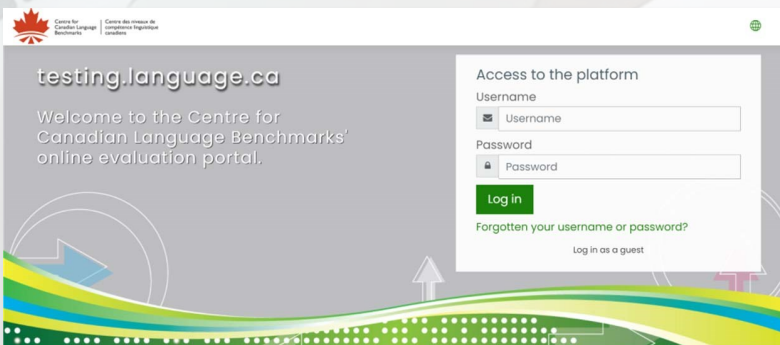 Centre for
Canadian Language
Benchmarks
Centre des niveaux de
compétence linguistique
canadiens
testing.language.ca
Welcome to the Centre for
Canadian Language Benchmarks'
online evaluation portal.
Access to the platform
Username
Username
Password
Password
Log in
Forgotten your username or password?
Log in as a guest